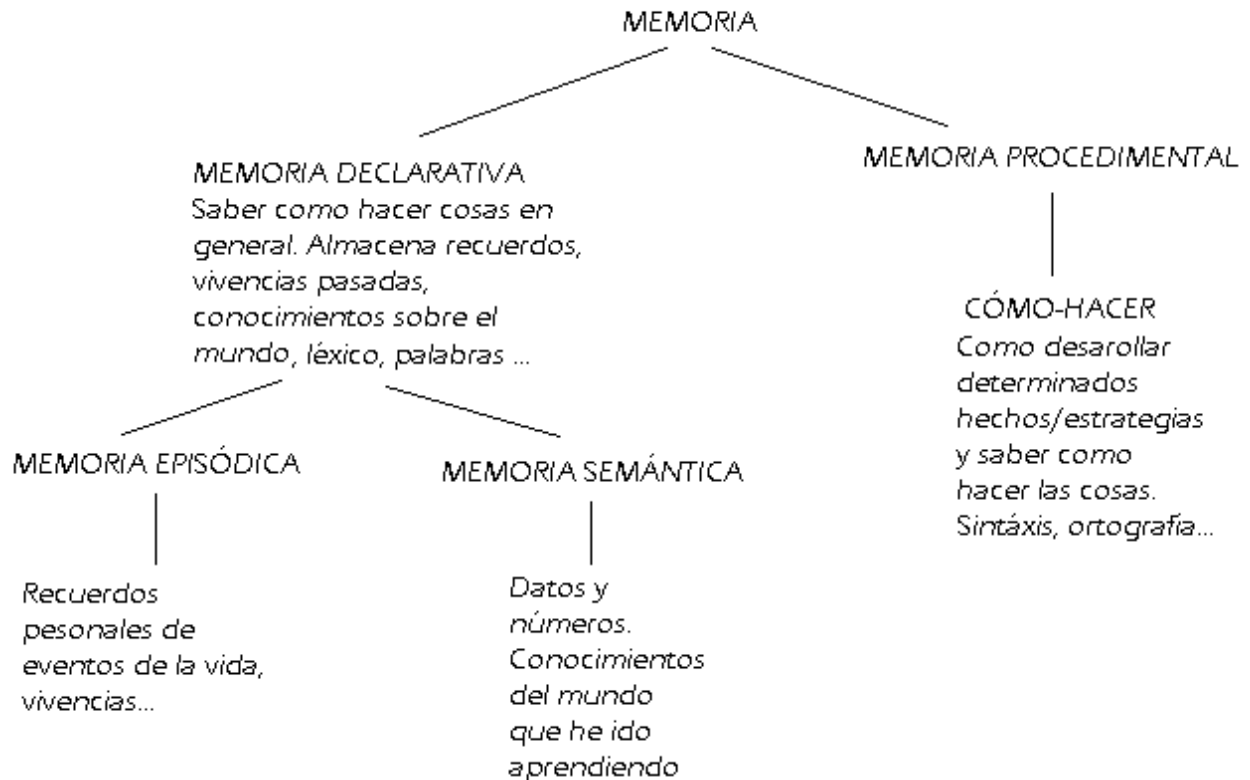 MEMORIA
MEMORIA DECLARATIVA
Saber como hacer cosas en
general. Almacena recuerdos,
vivencias pasadas,
conocimientos sobre el
mundo, léxico, palabras ...
MEMORIA PROCEDIMENTAL
CÓMO-HACER
Como desarollar
determinados
hechos/estrategias
y saber como
hacer las cosas.
Sintáxis, ortografía...
MEMORIA EPISÓDICA
Recuerdos
pesonales de
eventos de la vida,
vivencias...
MEMORIA SEMÁNTICA
Datos y
números.
Conocimientos
del mundo
que he ido
aprendiendo